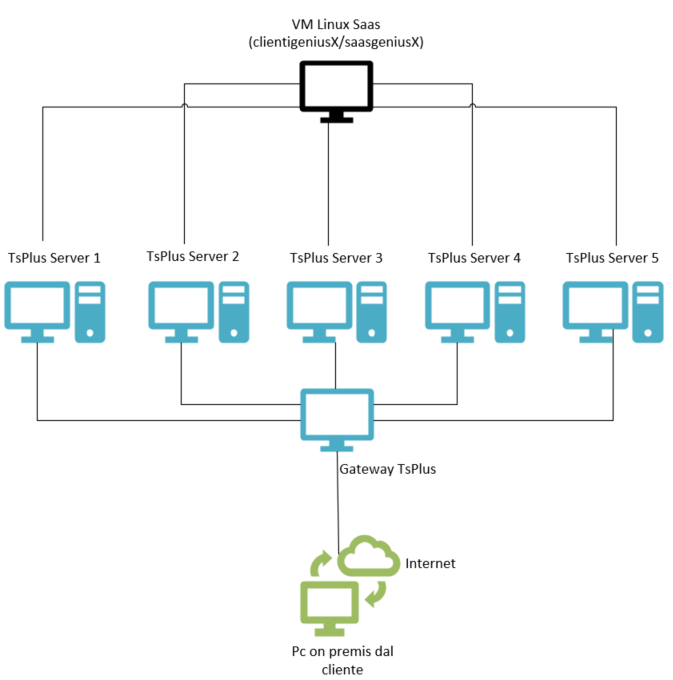 VM Linux Saas
(clientigeniusX/saasgeniusX)
TsPlus Server 1
TsPlus Server 2
TsPlus Server 3
TsPlus Server 4
TsPlus Server 5
Gateway TsPlus
Internet
Pc on premis dal
cliente